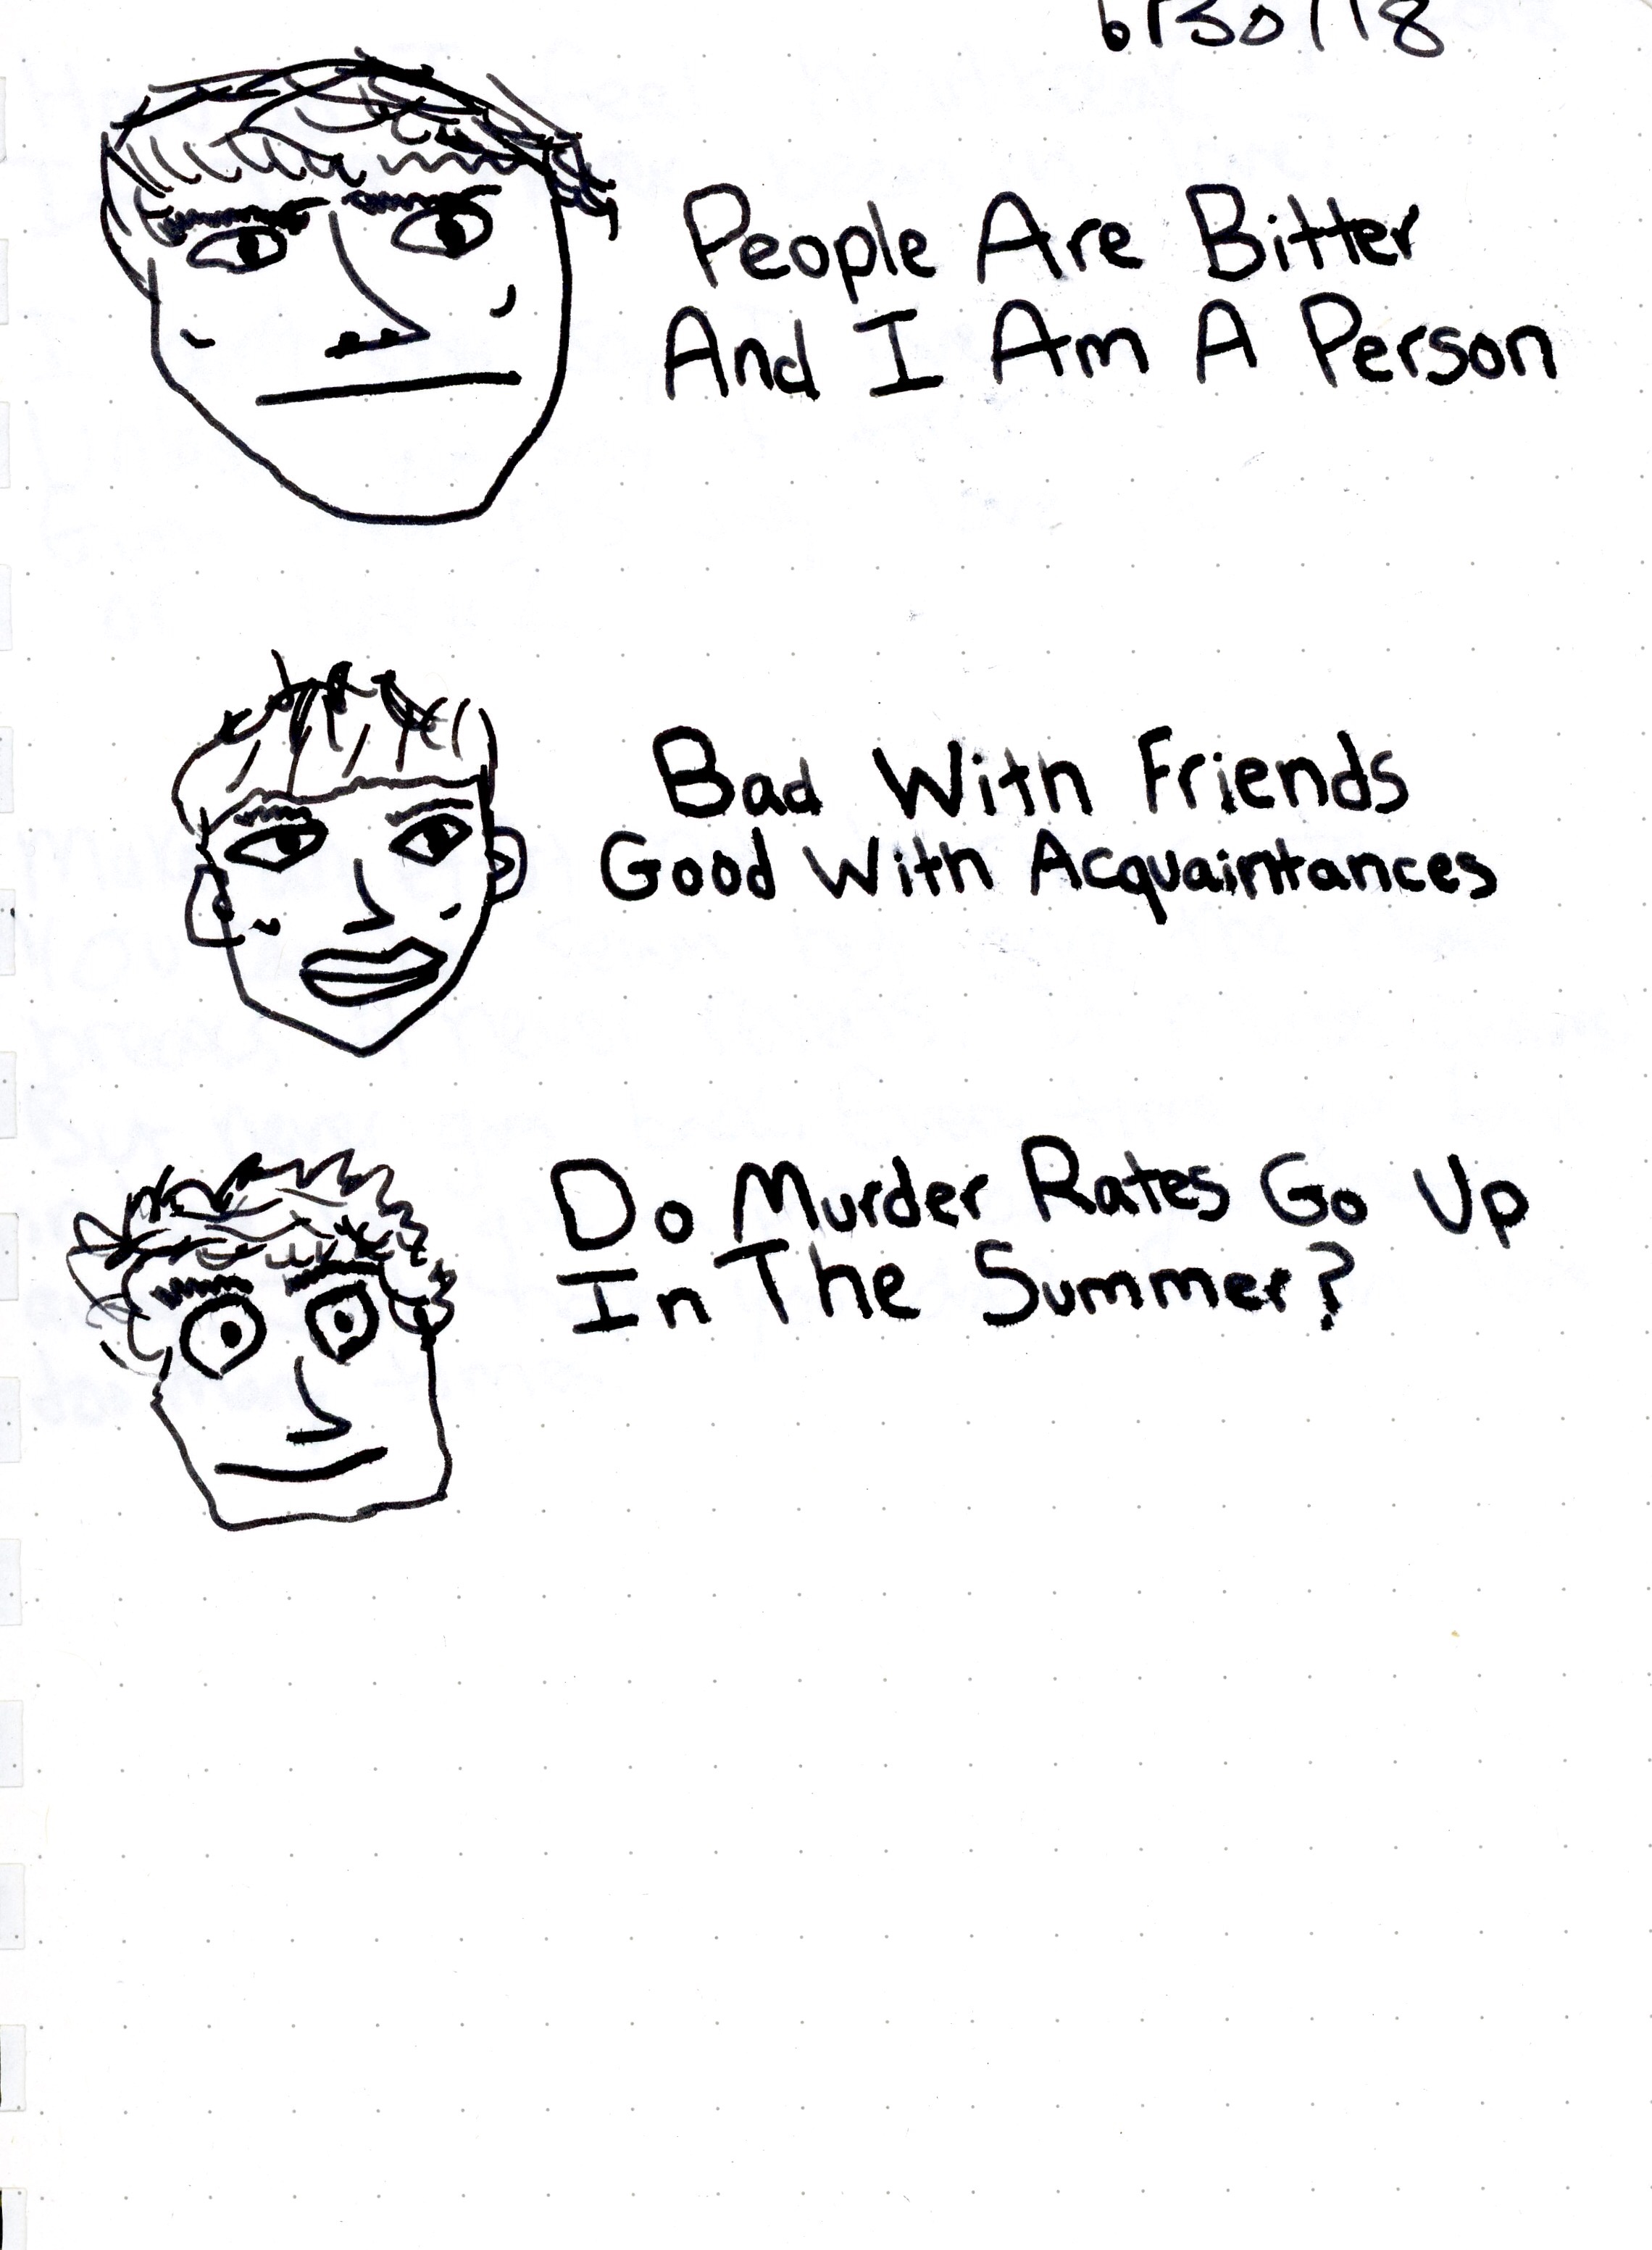 6/30/18
People Are Bitter
And I Am A Person
Bad With Friends
Good With Acquaintances
Do Murder Rates Go Up
In The Summer?